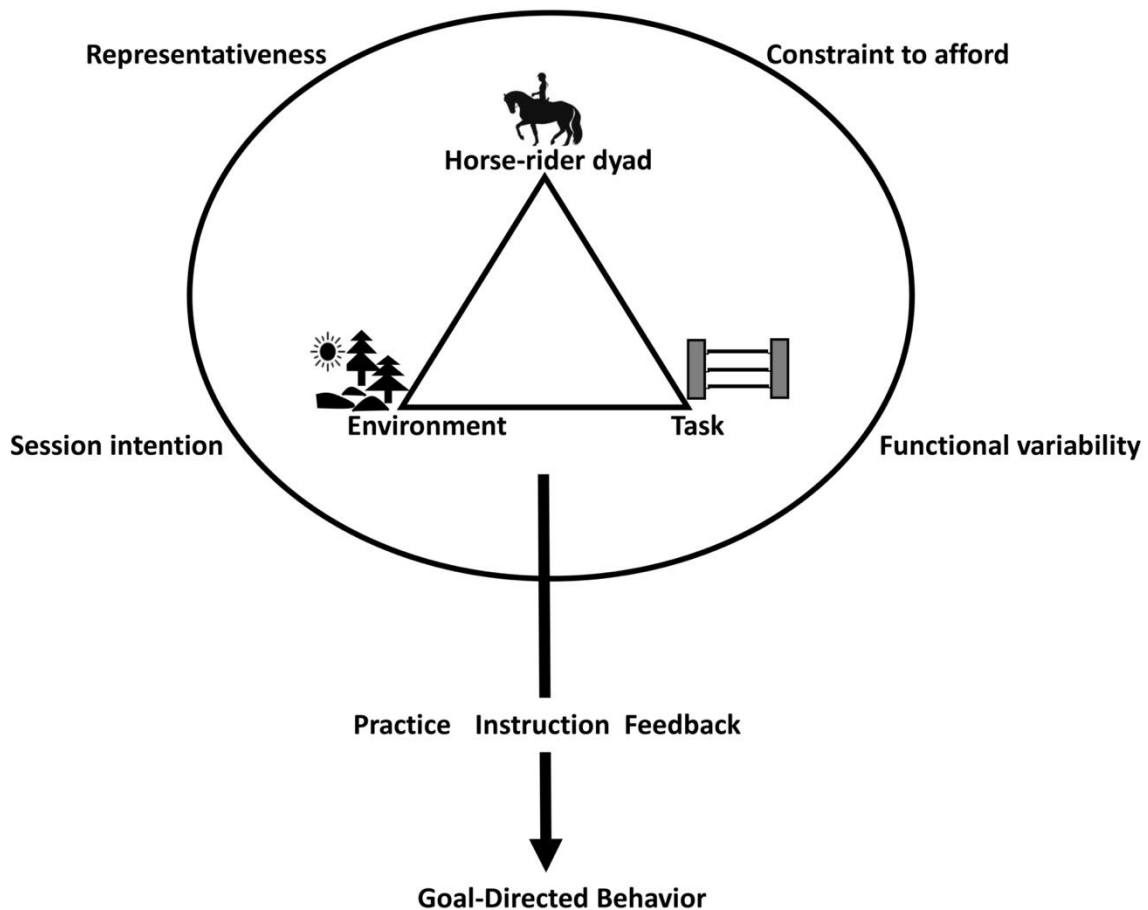 Representativeness
Constraint to afford
Horse-rider dyad
Environment
Task
Session intention
Functional variability
Practice Instruction Feedback
Goal-Directed Behavior